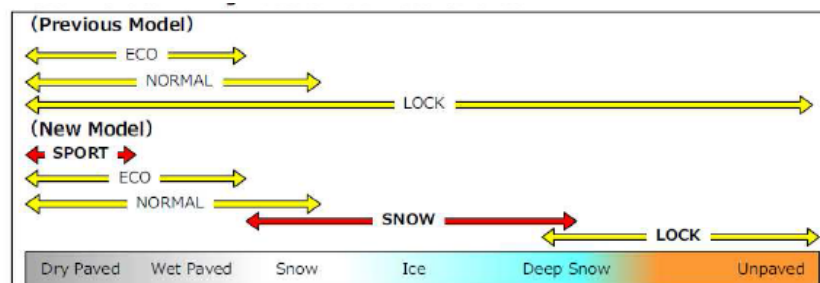 (Previous Model)
ECO
NORMAL
LOCK
(New Model)
SPORT
ECO
NORMAL
SNOW
LOCK
Dry Paved Wet Paved Snow Ice Deep Snow Unpaved